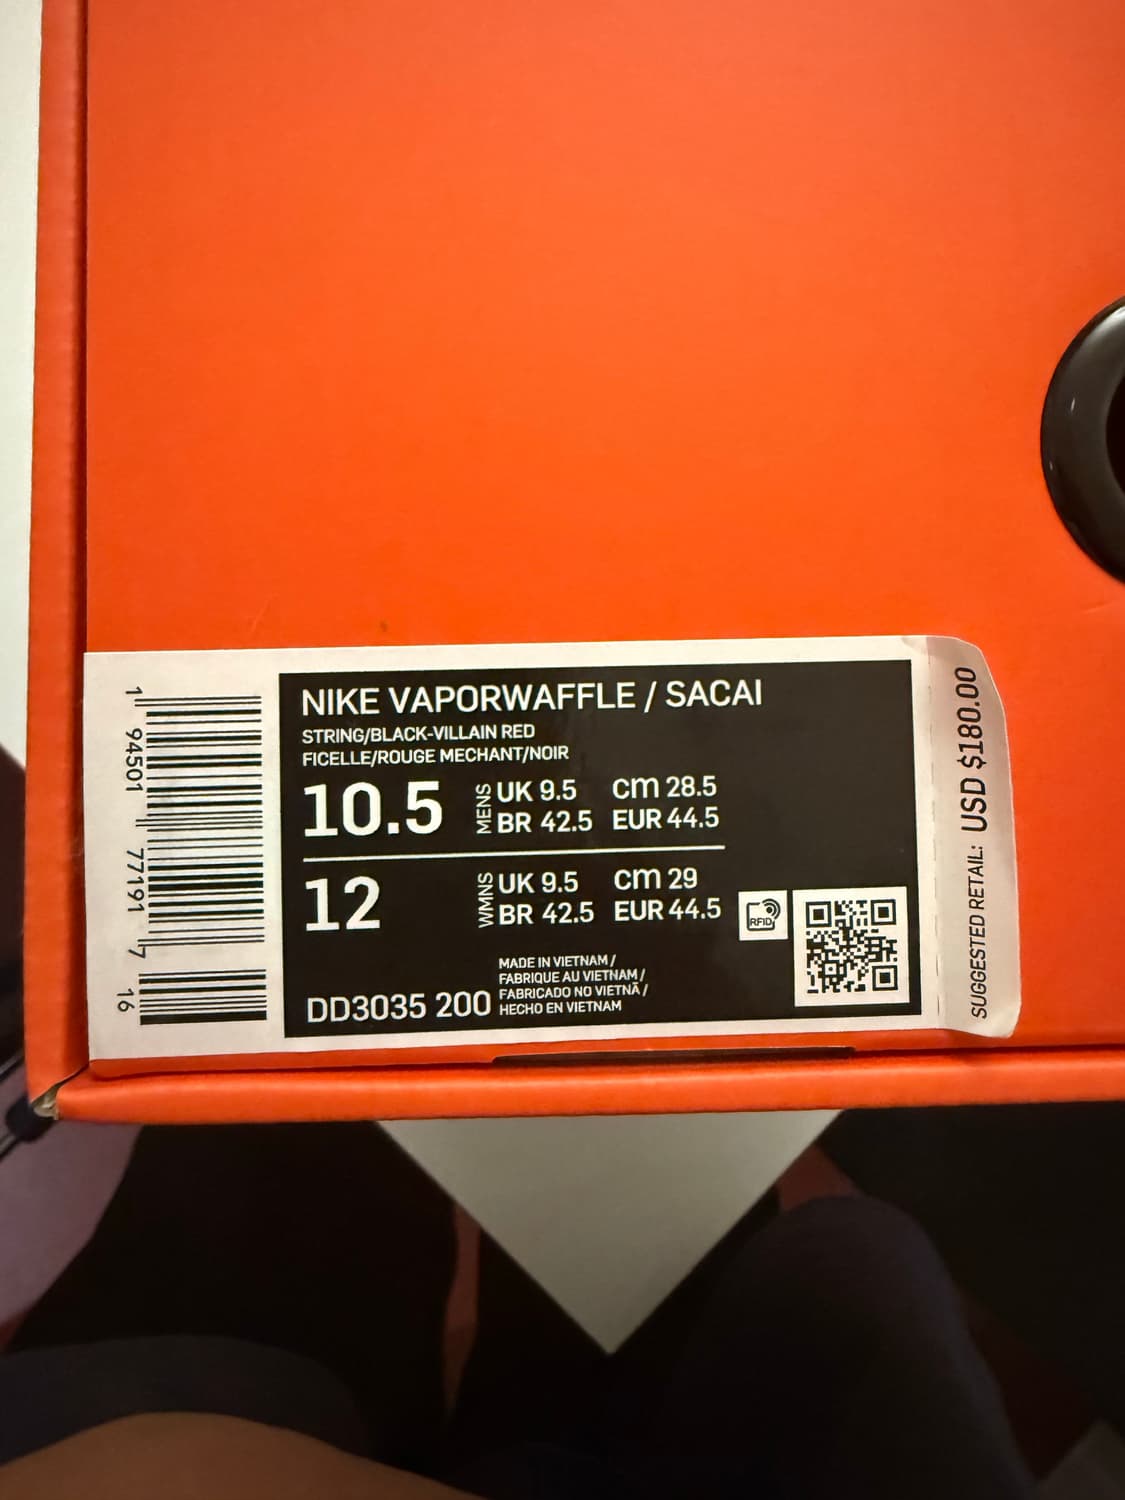 NIKE VAPORWAFFLE / SACAI
STRING/BLACK-VILLAIN RED
FICELLE/ROUGE MECHANT/NOIR
10.5 MENS UK 9.5 cm 28.5
BR 42.5 EUR 44.5
12 WMNS UK 9.5 cm 29
BR 42.5 EUR 44.5
RFID
MADE IN VIETNAM /
FABRIQUE AU VIETNAM /
FABRICADO NO VIETNÃ /
HECHO EN VIETNAM
DD3035 200
1 94501 77191 7 16
SUGGESTED RETAIL: USD $180.00